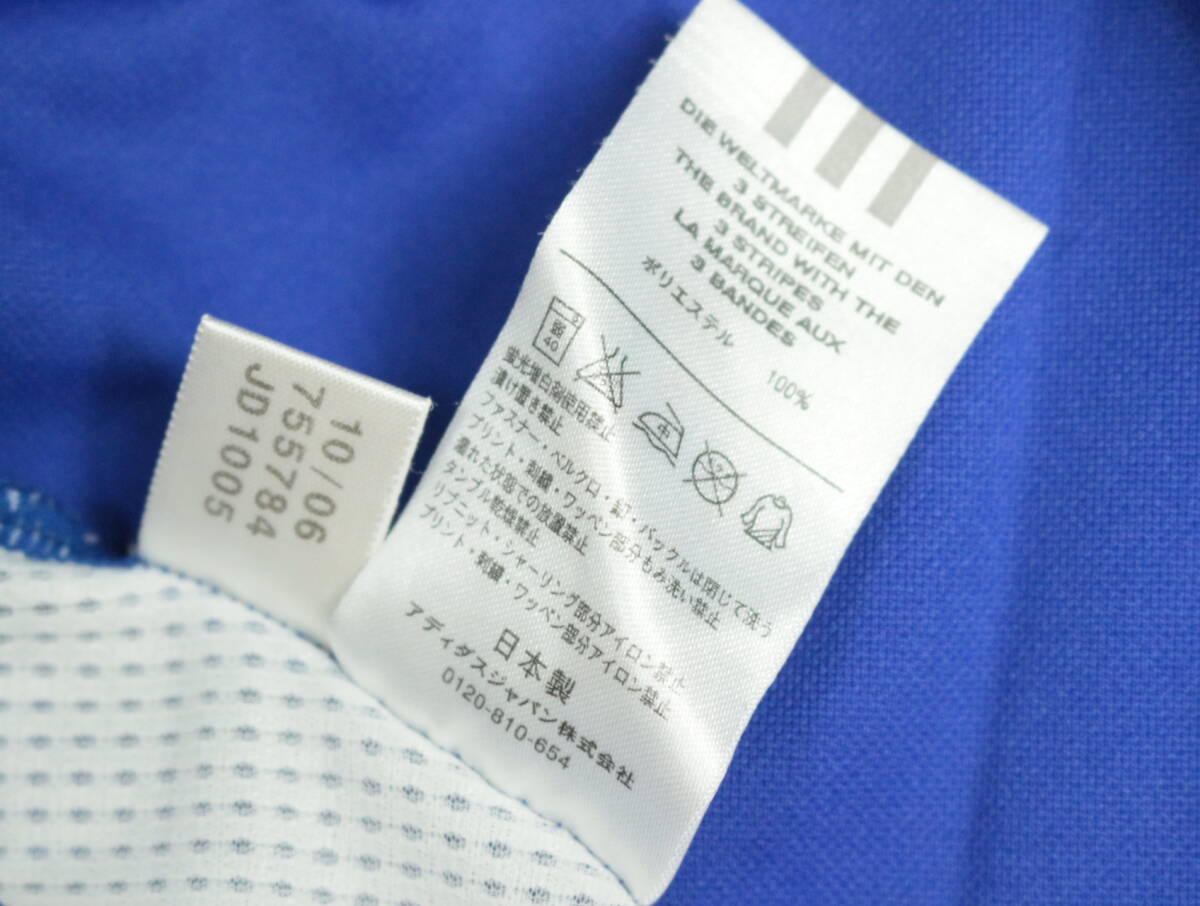 DIE WELTMARKE MIT DEN
3 STREIFEN
THE BRAND WITH THE
3 STRIPES
LA MARQUE AUX
3 BANDES
ポリエステル 100%
40
中
蛍光増白剤使用禁止
漬け置き禁止
ファスナー・ベルクロ・釦・バックルは閉じて洗う
プリント・刺繍・ワッペン部分もみ洗い禁止
濡れた状態での放置禁止
タンブル乾燥禁止
リブニット・シャーリング部分アイロン禁止
プリント・刺繍・ワッペン部分アイロン禁止
日本製
アディダスジャパン株式会社
0120-810-654
10/06
755784
JD1005